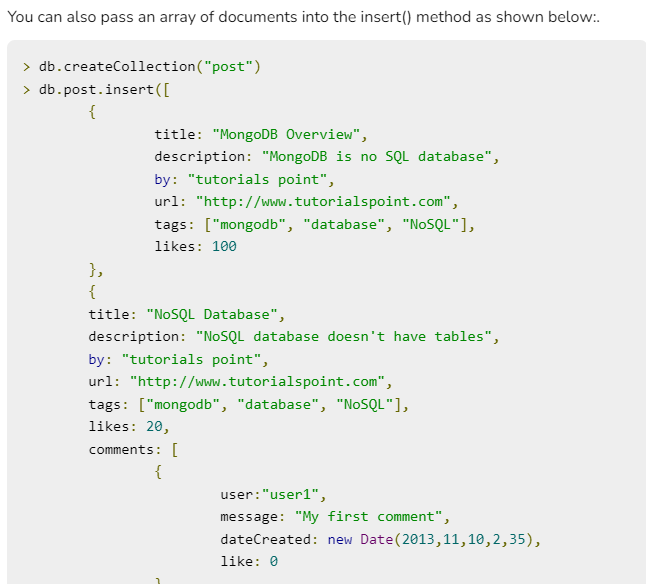 You can also pass an array of documents into the insert() method as shown below:.
> db.createCollection("post")
> db.post.insert([
{
title: "MongoDB Overview",
description: "MongoDB is no SQL database",
by: "tutorials point",
url: "http://www.tutorialspoint.com",
tags: ["mongodb", "database", "NoSQL"],
likes: 100
},
{
title: "NoSQL Database",
description: "NoSQL database doesn't have tables",
by: "tutorials point",
url: "http://www.tutorialspoint.com",
tags: ["mongodb", "database", "NoSQL"],
likes: 20,
comments: [
{
user:"user1",
message: "My first comment",
dateCreated: new Date(2013,11,10,2,35),
like: 0
}